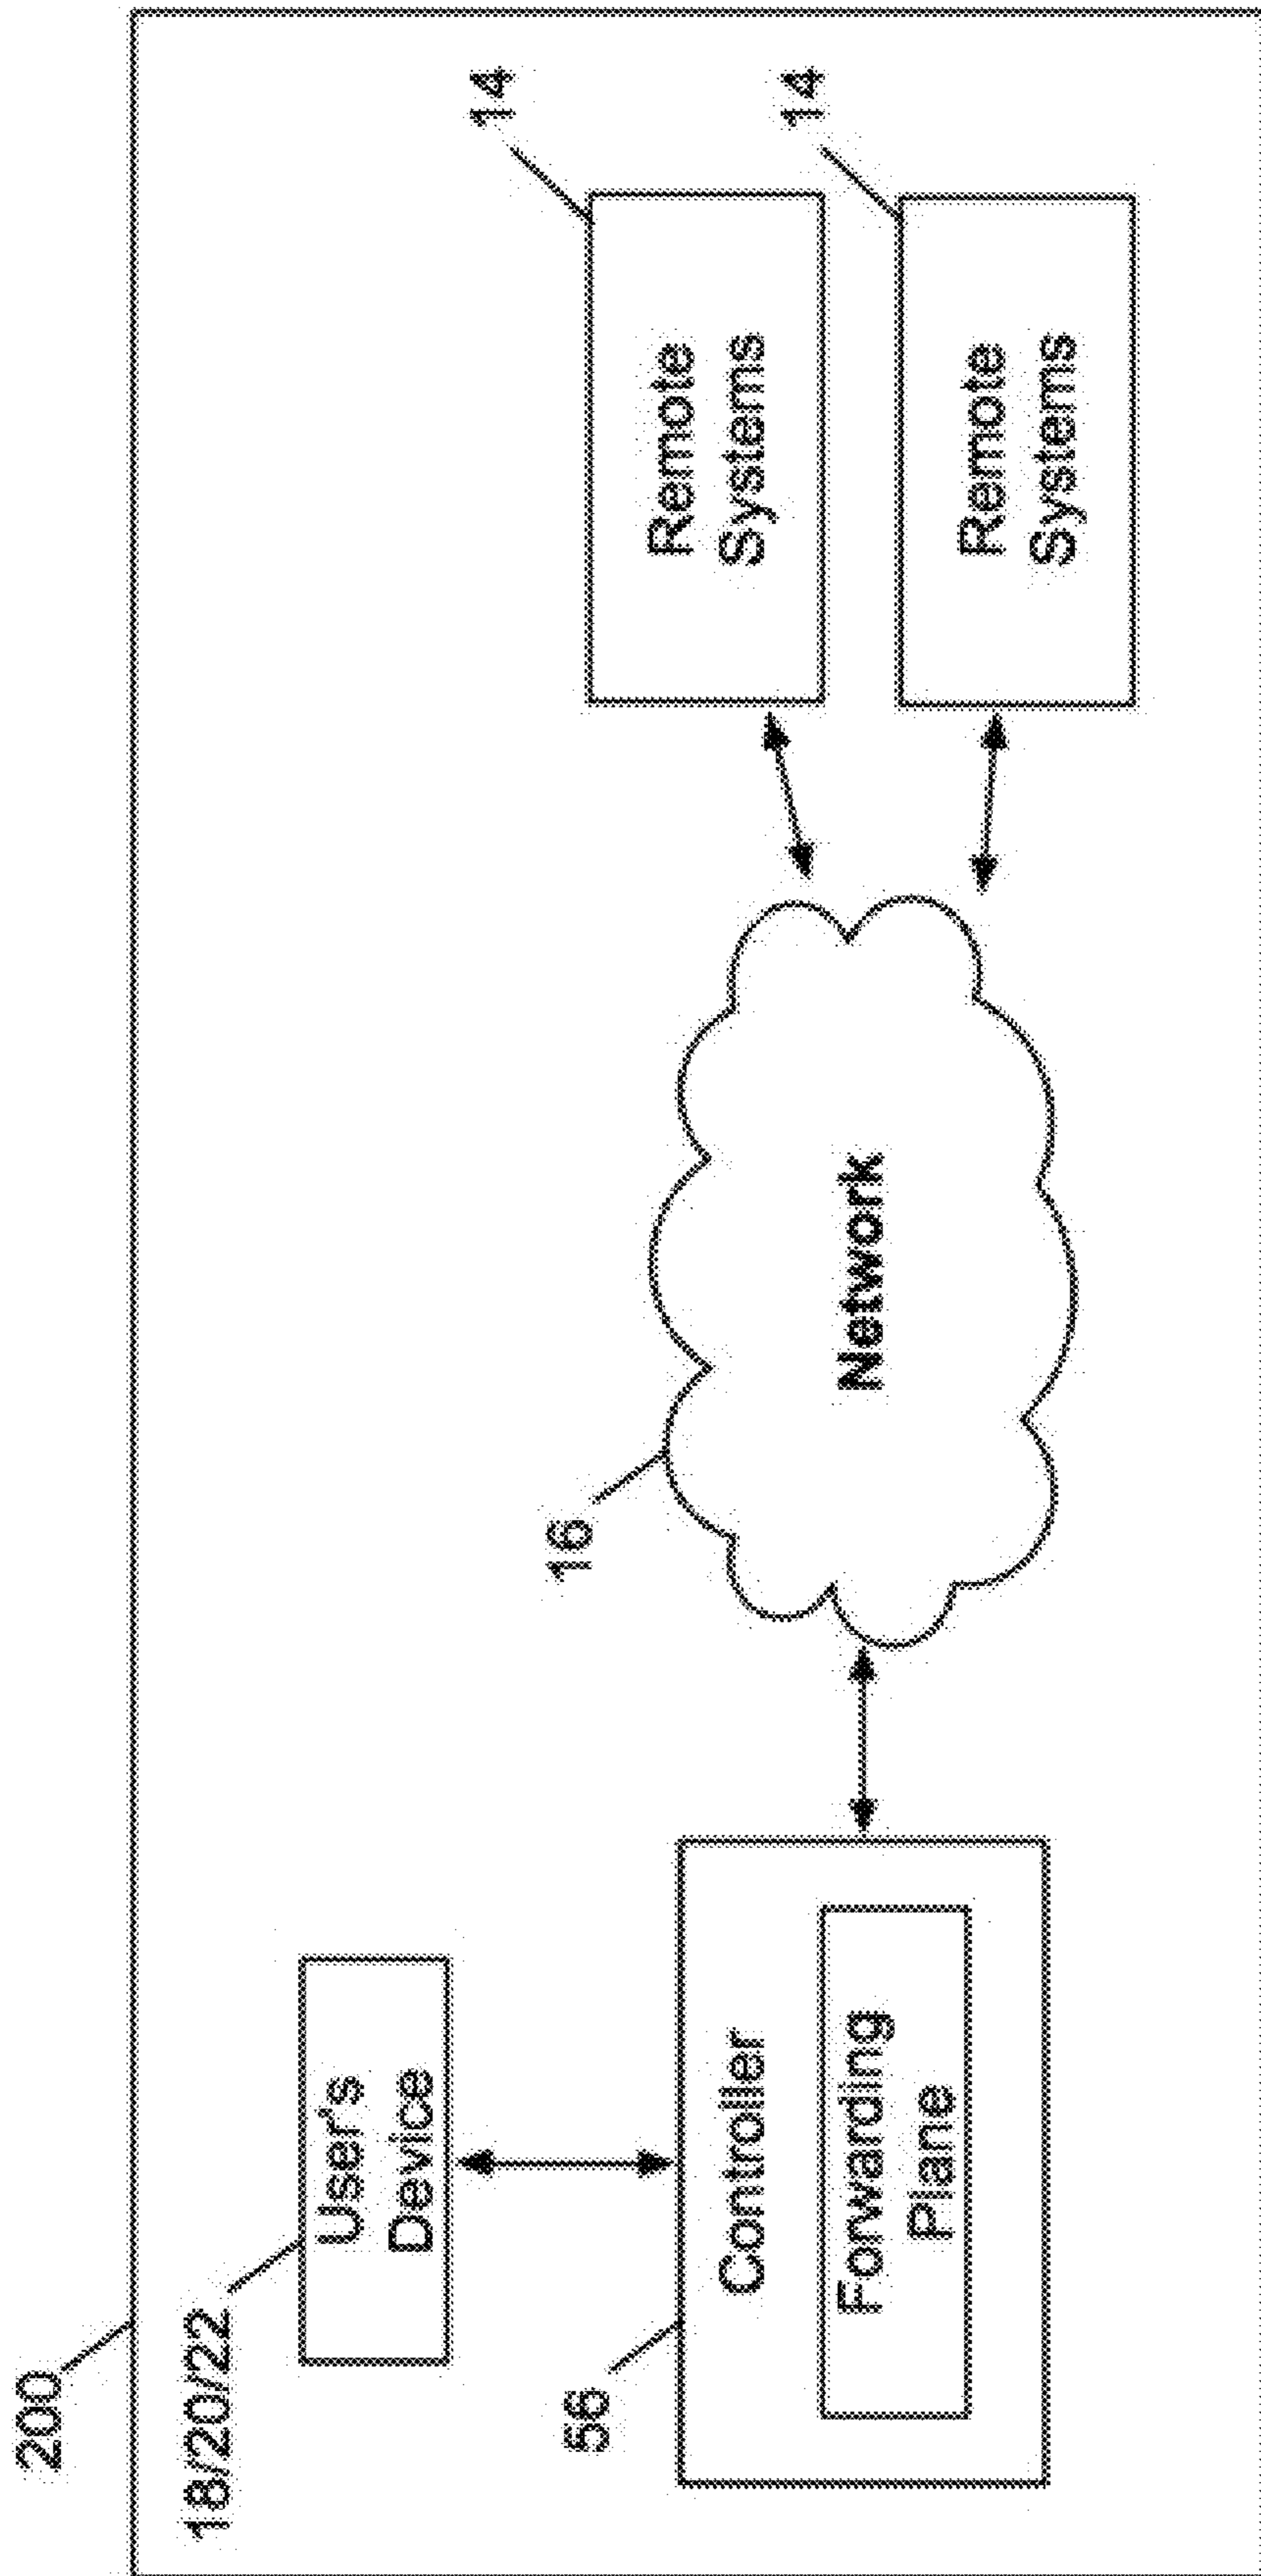 200
18/20/22
User's
Device
56
Controller
Forwarding
Plane
16
Network
14
Remote
Systems
14
Remote
Systems